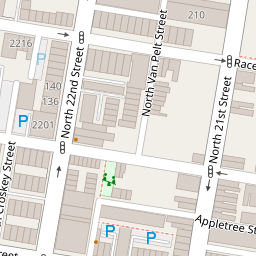 210
2216
P
Race
140
136
North 22nd Street
North Van Pelt Street
North 21st Street
P
2201
Croskey Street
Appletree St
P
P